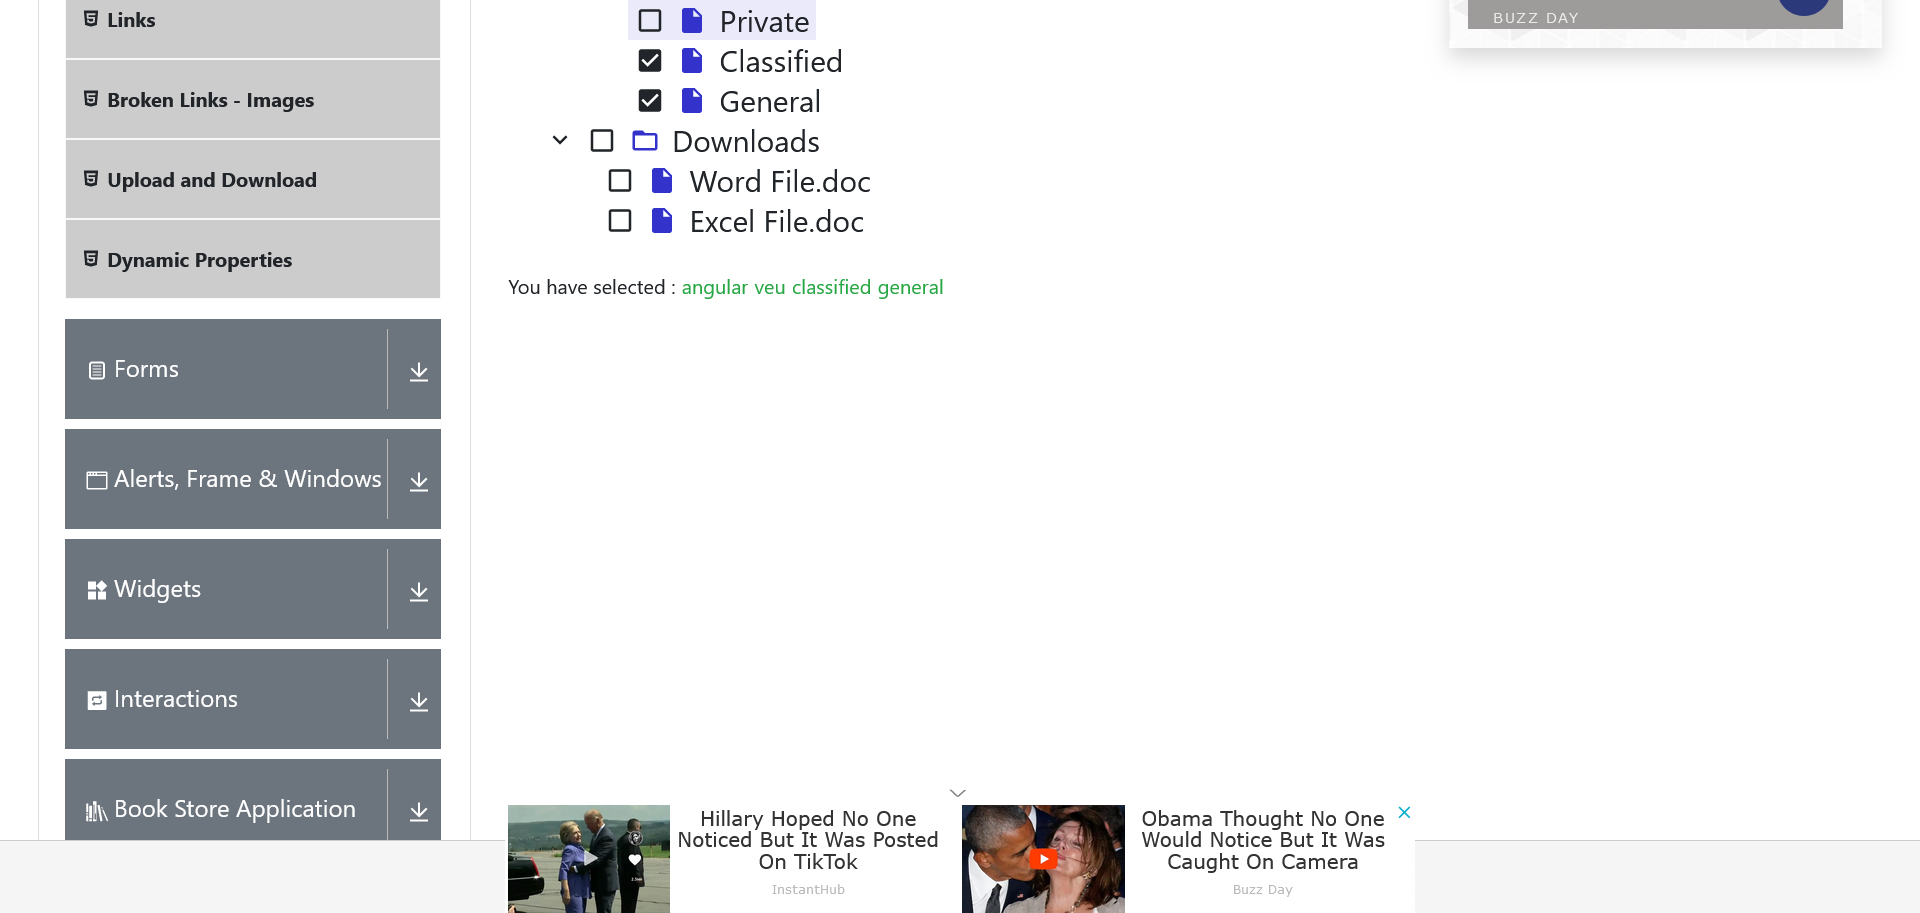 Links
Broken Links - Images
Upload and Download
Dynamic Properties
Forms
Alerts, Frame & Windows
Widgets
Interactions
Book Store Application
Private
Classified
General
Downloads
Word File.doc
Excel File.doc
You have selected : angular veu classified general
BUZZ DAY
Hillary Hoped No One
Noticed But It Was Posted
On TikTok
InstantHub
Obama Thought No One
Would Notice But It Was
Caught On Camera
Buzz Day